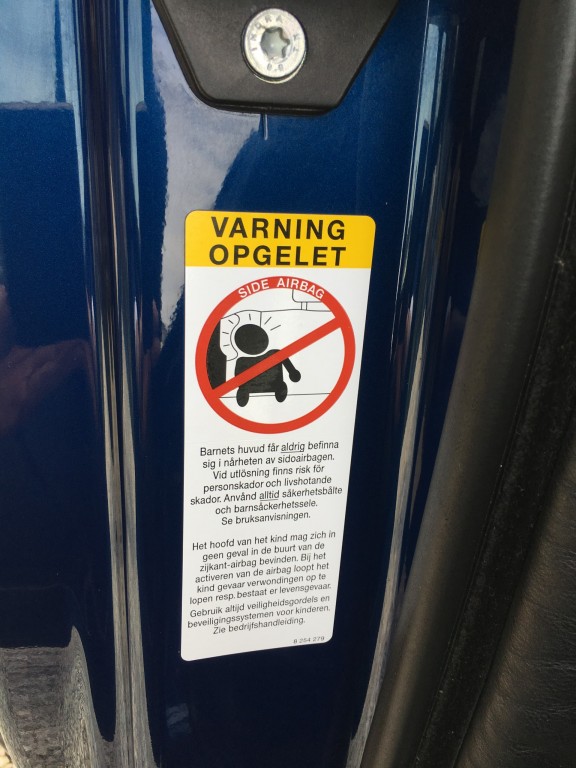 VARNING
OPGELET
SIDE AIRBAG
Barnets huvud får aldrig befinna
sig i nårheten av sidoairbagen.
Vid utlösning finns risk för
personskador och livshotande
skador. Använd alltid säkerhetsbälte
och barnsäckerhetssele.
Se bruksanvisningen.
Het hoofd van het kind mag zich in
geen geval in de buurt van de
zijkant-airbag bevinden. Bij het
activeren van de airbag loopt het
kind gevaar verwondingen op te
lopen resp. bestaat er levensgevaar.
Gebruik altijd veiligheidsgordels en
beveiligingssystemen voor kinderen.
Zie bedrijfshandleiding.
8 254 279